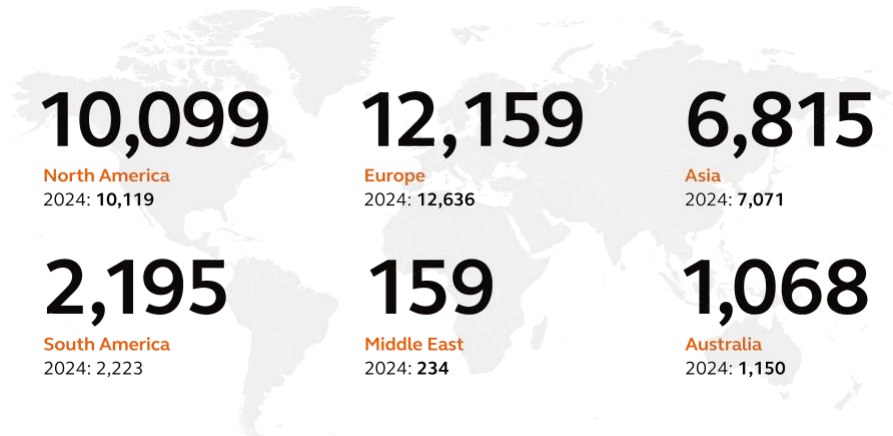 10,099
North America
2024: 10,119
12,159
Europe
2024: 12,636
6,815
Asia
2024: 7,071
2,195
South America
2024: 2,223
159
Middle East
2024: 234
1,068
Australia
2024: 1,150